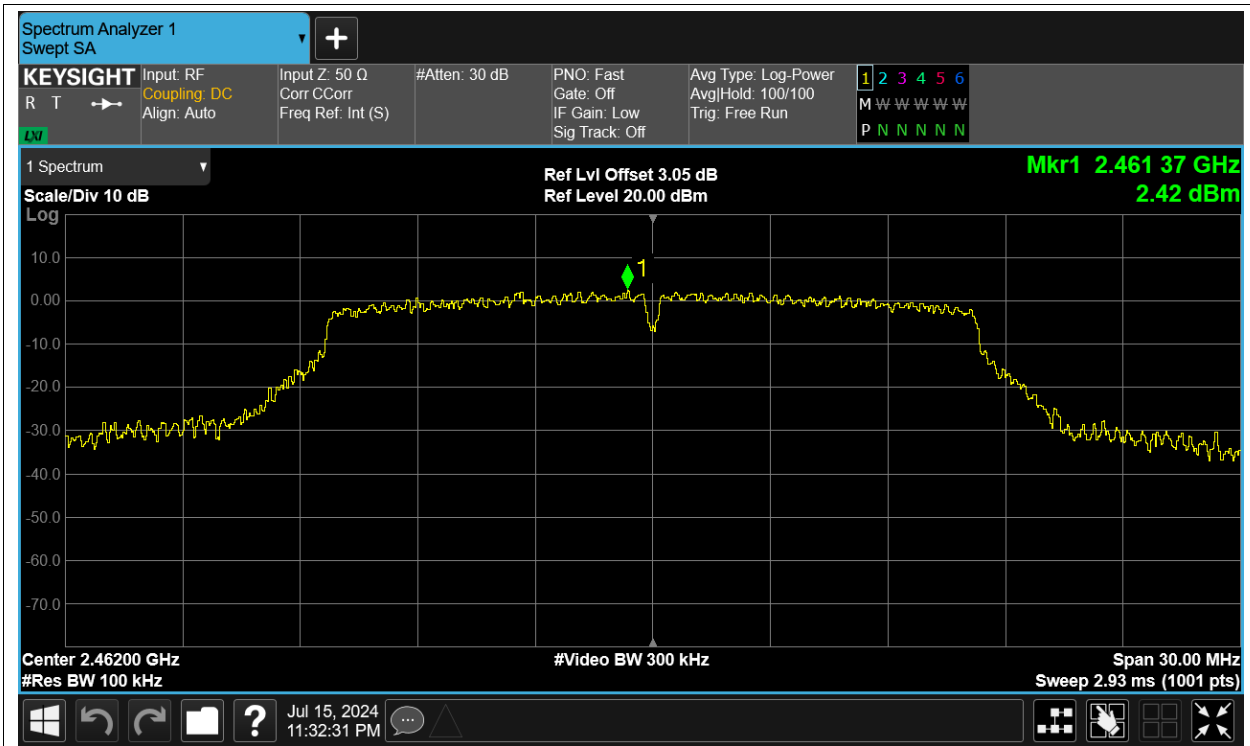 Spectrum Analyzer 1
Swept SA
KEYSIGHT
R T
LXI
Input: RF
Coupling: DC
Align: Auto
Input Z: 50 Ω
Corr CCorr
Freq Ref: Int (S)
#Atten: 30 dB
PNO: Fast
Gate: Off
IF Gain: Low
Sig Track: Off
Avg Type: Log-Power
Avg|Hold: 100/100
Trig: Free Run
1 2 3 4 5 6
M W W W W W
P N N N N N
1 Spectrum
Scale/Div 10 dB
Ref Lvl Offset 3.05 dB
Ref Level 20.00 dBm
Mkr1 2.461 37 GHz
2.42 dBm
Log
10.0
1
0.00
-10.0
-20.0
-30.0
-40.0
-50.0
-60.0
-70.0
Center 2.46200 GHz
#Res BW 100 kHz
#Video BW 300 kHz
Span 30.00 MHz
Sweep 2.93 ms (1001 pts)
?
Jul 15, 2024
11:32:31 PM